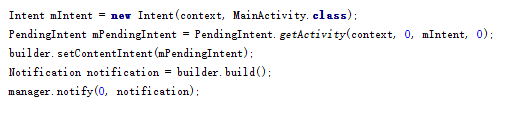 Intent mIntent = new Intent(context, MainActivity.class);
PendingIntent mPendingIntent = PendingIntent.getActivity(context, 0, mIntent, 0);
builder.setContentIntent(mPendingIntent);
Notification notification = builder.build();
manager.notify(0, notification);